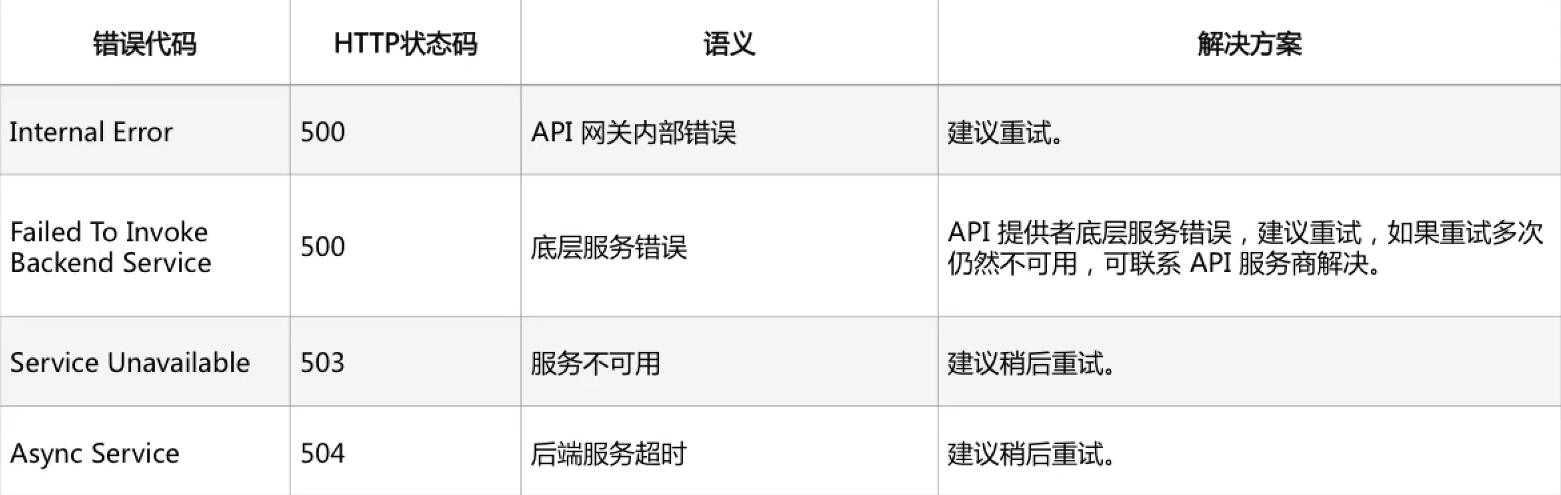 错误代码 HTTP状态码 语义 解决方案
Internal Error 500 API 网关内部错误 建议重试。
Failed To Invoke Backend Service 500 底层服务错误 API 提供者底层服务错误，建议重试，如果重试多次仍然不可用，可联系 API 服务商解决。
Service Unavailable 503 服务不可用 建议稍后重试。
Async Service 504 后端服务超时 建议稍后重试。